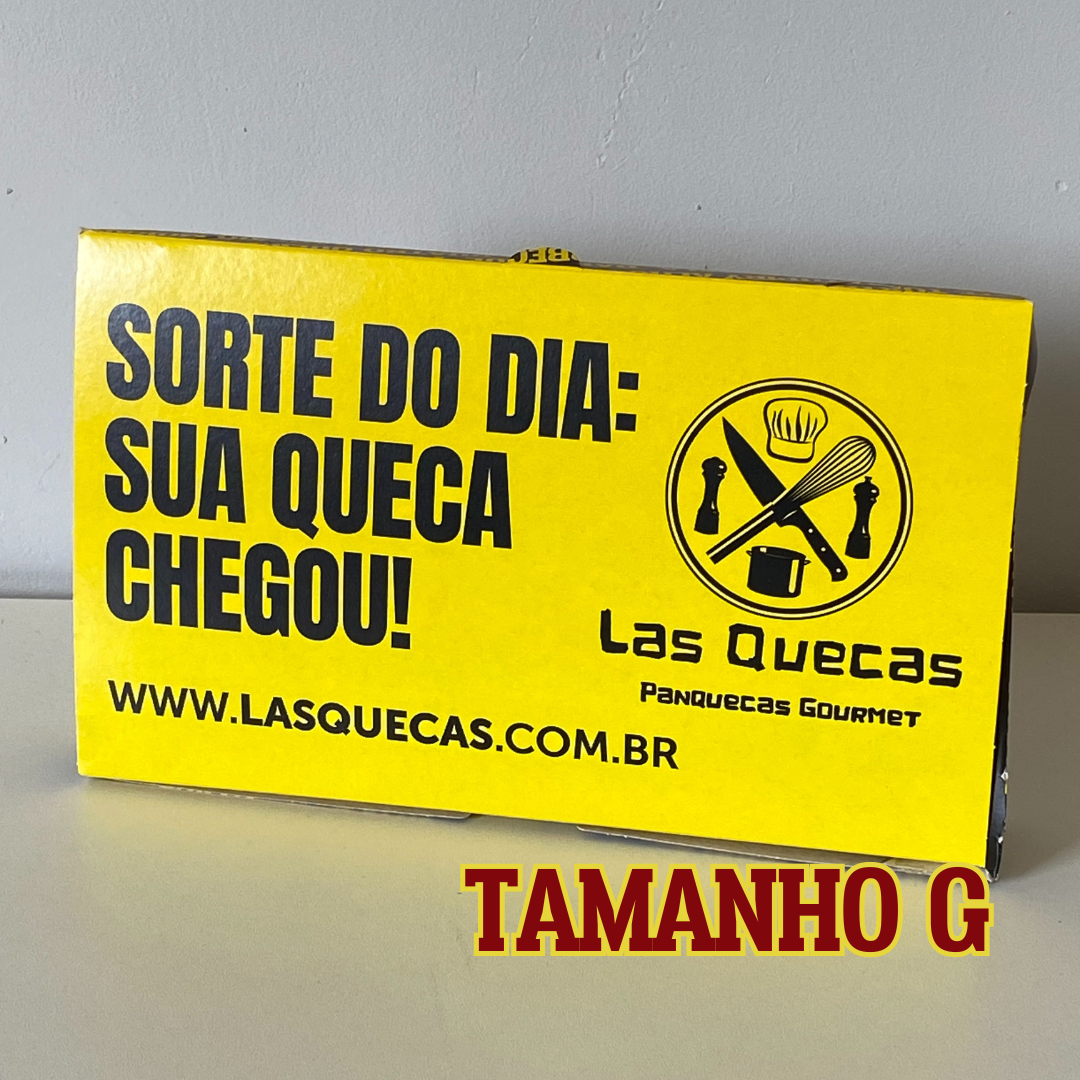 SORTE DO DIA:
SUA QUECA
CHEGOU!
WWW.LASQUECAS.COM.BR
Las Quecas
Panquecas Gourmet
TAMANHO G